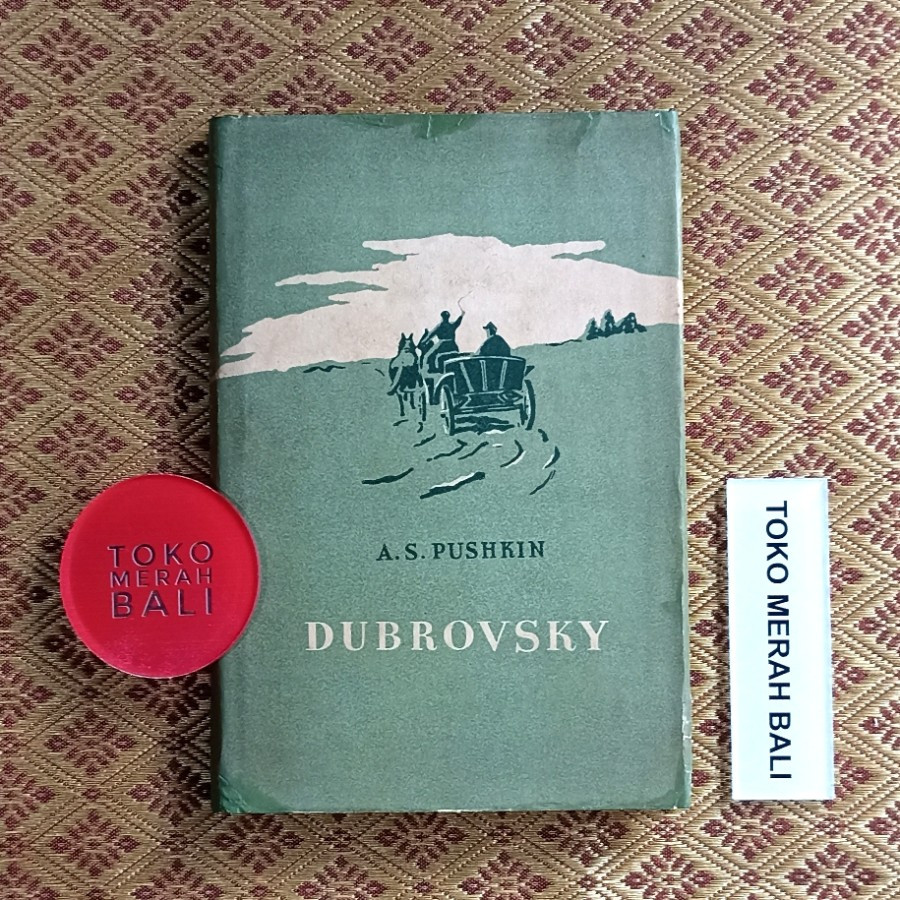 A. S. PUSHKIN
DUBROVSKY
TOKO
MERAH
BALI
TOKO MERAH BALI